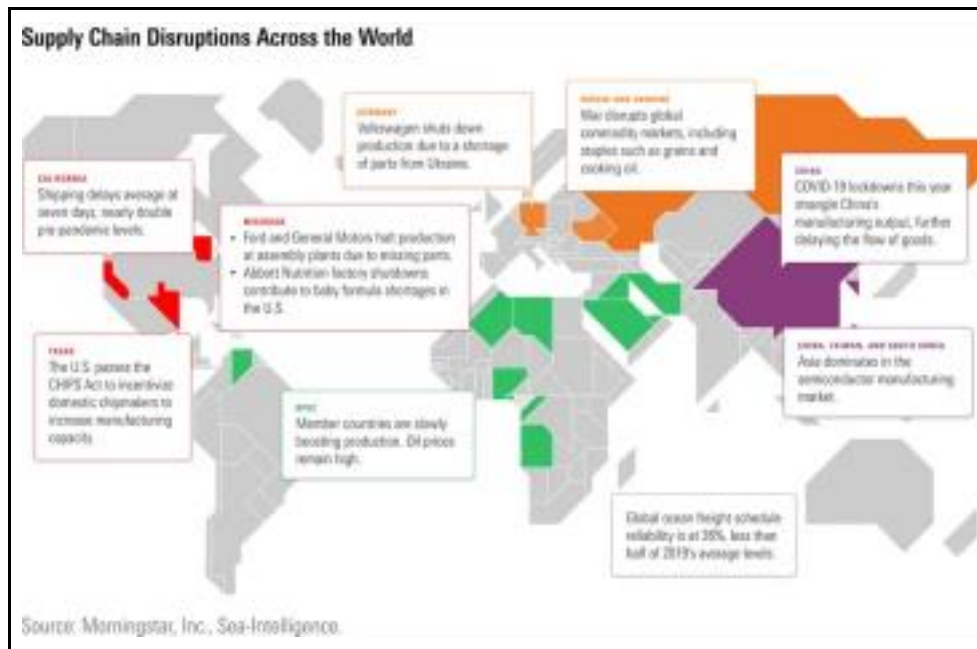 Supply Chain Disruptions Across the World
GERMANY
Volkswagen shuts down
production due to a shortage
of parts from Ukraine.
RUSSIA AND UKRAINE
War disrupts global
commodity markets, including
staples such as grains and
cooking oil.
CALIFORNIA
Shipping delays average at
seven days, nearly double
pre-pandemic levels.
MICHIGAN
• Ford and General Motors halt production
at assembly plants due to missing parts.
• Abbott Nutrition factory shutdowns
contribute to baby formula shortages in
the U.S.
CHINA
COVID-19 lockdowns this year
strangle China's
manufacturing output, further
delaying the flow of goods.
TEXAS
The U.S. passes the
CHIPS Act to incentivize
domestic chipmakers to
increase manufacturing
capacity.
OPEC
Member countries are slowly
boosting production. Oil prices
remain high.
CHINA, TAIWAN, AND SOUTH KOREA
Asia dominates in the
semiconductor manufacturing
market.
Global ocean freight schedule
reliability is at, less than
half of 2019's average levels.
Source: Morningstar, Inc., Sea-Intelligence.